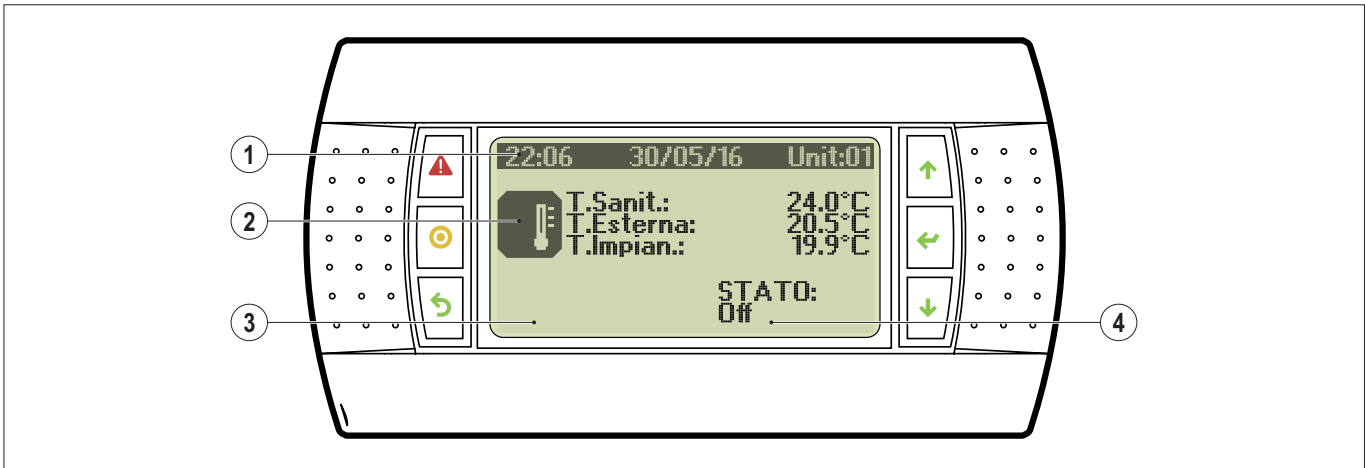 22:06 30/05/16 Unit:01
T.Sanit.: 24.0°C
T.Esterna: 20.5°C
T.Impian.: 19.9°C
STATO:
Off
1
2
3
4